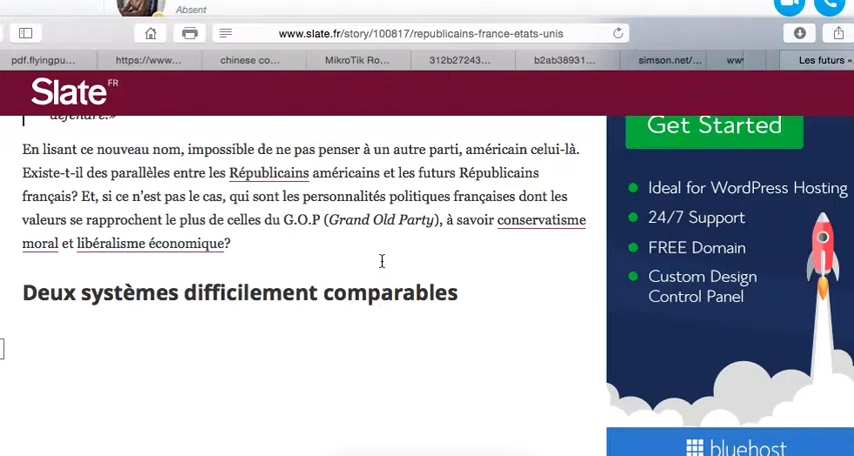 Absent
www.slate.fr/story/100817/republicains-france-etats-unis
pdf.flyingpu... https://www... chinese co... MikroTik Ro... 312b27243... b2ab38931... simson.net/... ww Les futurs «
Slate FR
défendre.»
En lisant ce nouveau nom, impossible de ne pas penser à un autre parti, américain celui-là.
Existe-t-il des parallèles entre les Républicains américains et les futurs Républicains
français? Et, si ce n'est pas le cas, qui sont les personnalités politiques françaises dont les
valeurs se rapprochent le plus de celles du G.O.P (Grand Old Party), à savoir conservatisme
moral et libéralisme économique?
Deux systèmes difficilement comparables
Get Started
Ideal for WordPress Hosting
24/7 Support
FREE Domain
Custom Design
Control Panel
bluehost